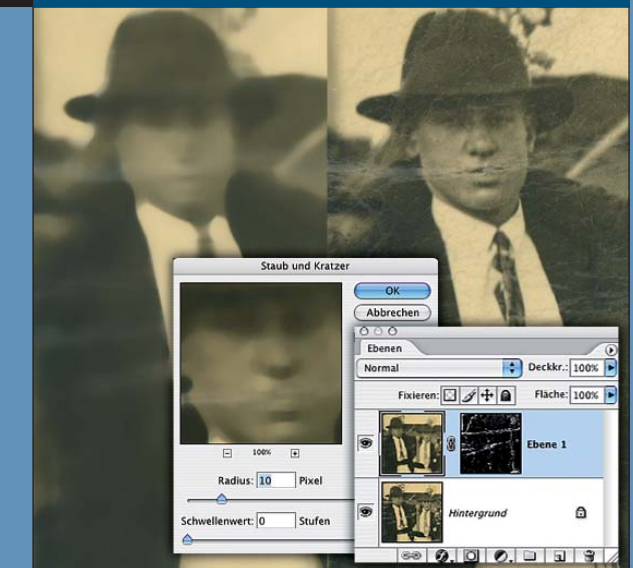 Staub und Kratzer
OK
Abbrechen
100%
Radius: 10 Pixel
Schwellenwert: 0 Stufen
Ebenen
Normal
Deckkr.: 100%
Fixieren:
Fläche: 100%
Ebene 1
Hintergrund